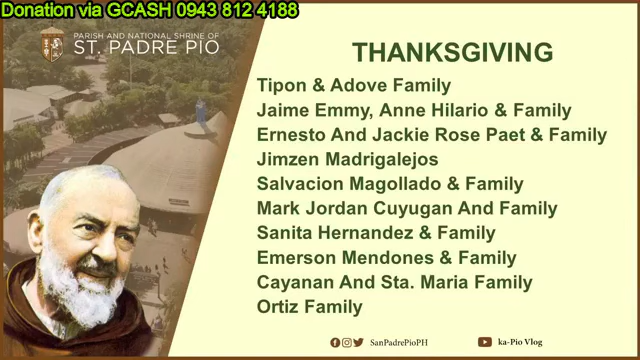 Donation via GCASH 0943 812 4188
PARISH AND NATIONAL SHRINE OF
ST. PADRE PIO
THANKSGIVING
Tipon & Adove Family
Jaime Emmy, Anne Hilario & Family
Ernesto And Jackie Rose Paet & Family
Jimzen Madrigalejos
Salvacion Magollado & Family
Mark Jordan Cuyugan And Family
Sanita Hernandez & Family
Emerson Mendones & Family
Cayanan And Sta. Maria Family
Ortiz Family
SanPadrePioPH
ka-Pio Vlog